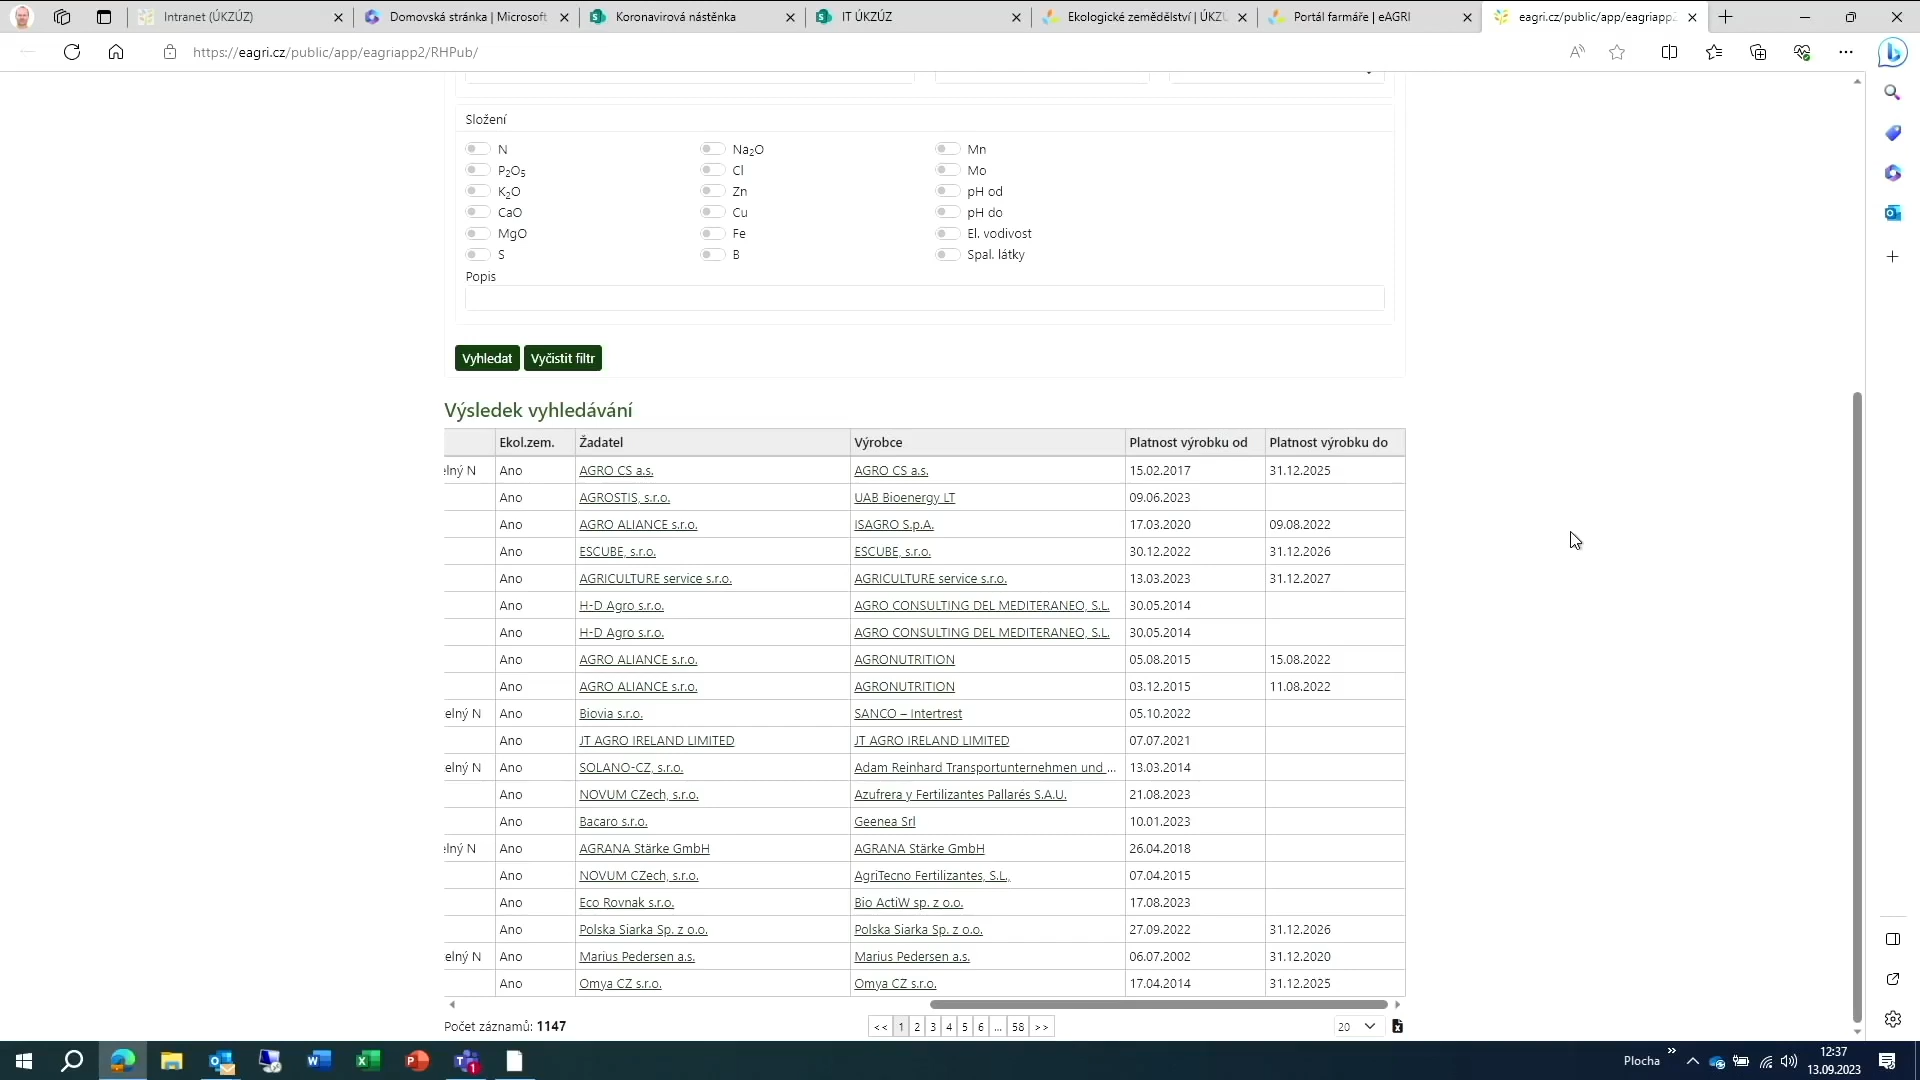 Intranet (ÚKZÚZ)
Domovská stránka | Microsoft
Koronavirová nástěnka
IT ÚKZÚZ
Ekologické zemědělství | ÚKZU
Portál farmáře | eAGRI
eagri.cz/public/app/eagriapp2
https://eagri.cz/public/app/eagriapp2/RHPub/
Složení
N Na₂O Mn
P₂O₅ Cl Mo
K₂O Zn pH od
CaO Cu pH do
MgO Fe El. vodivost
S B Spal. látky
Popis
Vyhledat Vyčistit filtr
Výsledek vyhledávání
Ekol.zem. Žadatel Výrobce Platnost výrobku od Platnost výrobku do
elný N Ano AGRO CS a.s. AGRO CS a.s. 15.02.2017 31.12.2025
Ano AGROSTIS, s.r.o. UAB Bioenergy LT 09.06.2023
Ano AGRO ALIANCE s.r.o. ISAGRO S.p.A. 17.03.2020 09.08.2022
Ano ESCUBE, s.r.o. ESCUBE, s.r.o. 30.12.2022 31.12.2026
Ano AGRICULTURE service s.r.o. AGRICULTURE service s.r.o. 13.03.2023 31.12.2027
Ano H-D Agro s.r.o. AGRO CONSULTING DEL MEDITERANEO, S.L. 30.05.2014
Ano H-D Agro s.r.o. AGRO CONSULTING DEL MEDITERANEO, S.L. 30.05.2014
Ano AGRO ALIANCE s.r.o. AGRONUTRITION 05.08.2015 15.08.2022
Ano AGRO ALIANCE s.r.o. AGRONUTRITION 03.12.2015 11.08.2022
elný N Ano Biovia s.r.o. SANCO – Intertrest 05.10.2022
Ano JT AGRO IRELAND LIMITED JT AGRO IRELAND LIMITED 07.07.2021
elný N Ano SOLANO-CZ, s.r.o. Adam Reinhard Transportunternehmen und ... 13.03.2014
Ano NOVUM CZech, s.r.o. Azufrera y Fertilizantes Pallarés S.A.U. 21.08.2023
Ano Bacaro s.r.o. Geenea Srl 10.01.2023
elný N Ano AGRANA Stärke GmbH AGRANA Stärke GmbH 26.04.2018
Ano NOVUM CZech, s.r.o. AgriTecno Fertilizantes, S.L., 07.04.2015
Ano Eco Rovnak s.r.o. Bio ActiW sp. z o.o. 17.08.2023
Ano Polska Siarka Sp. z o.o. Polska Siarka Sp. z o.o. 27.09.2022 31.12.2026
elný N Ano Marius Pedersen a.s. Marius Pedersen a.s. 06.07.2002 31.12.2020
Ano Omya CZ s.r.o. Omya CZ s.r.o. 17.04.2014 31.12.2025
Počet záznamů: 1147 << 1 2 3 4 5 6 ... 58 >> 20
Plocha 12:37
13.09.2023